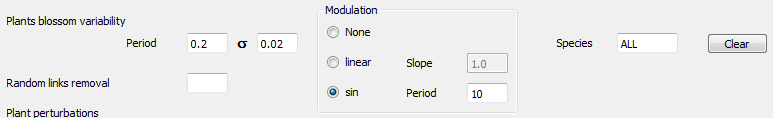 Plants blossom variability
Period 0.2 σ 0.02
Modulation
None
linear Slope 1.0
sin Period 10
Species ALL Clear
Random links removal
Plant perturbations